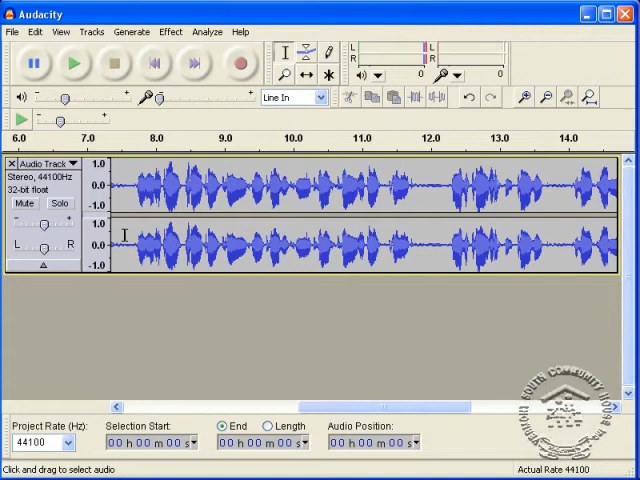 Audacity
File Edit View Tracks Generate Effect Analyze Help
L R 0 L R 0
- + - + Line In
- +
6.0 7.0 8.0 9.0 10.0 11.0 12.0 13.0 14.0
Audio Track 1.0
Stereo, 44100Hz
32-bit float 0.0
Mute Solo -1.0
- + 1.0
L R 0.0
-1.0
Project Rate (Hz): Selection Start: End Length Audio Position:
44100 00 h 00 m 00 s 00 h 00 m 00 s 00 h 00 m 00 s
Click and drag to select audio Actual Rate 44100